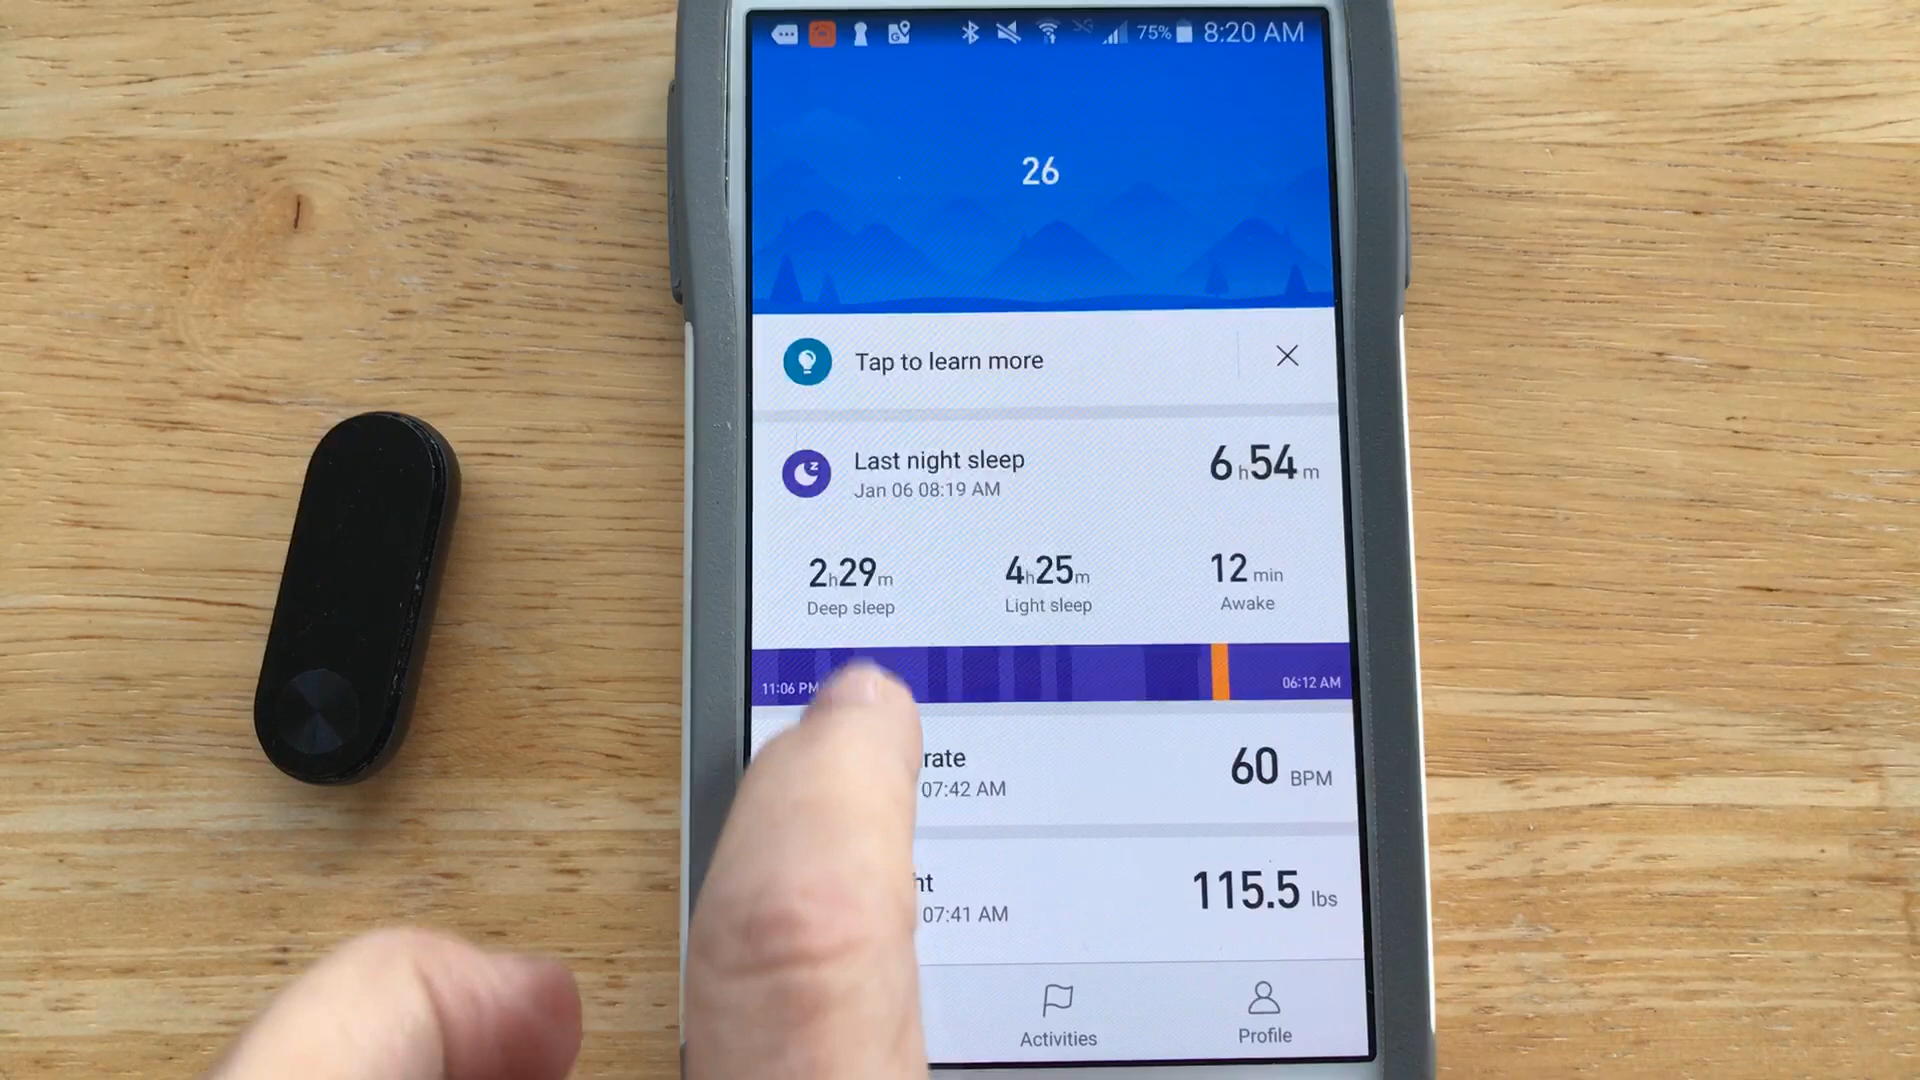 75% 8:20 AM
26
Tap to learn more
Last night sleep
Jan 06 08:19 AM
6 h 54 m
2h29m
Deep sleep
4h25m
Light sleep
12 min
Awake
11:06 PM
06:12 AM
rate
07:42 AM
60 BPM
ht
07:41 AM
115.5 lbs
Activities
Profile